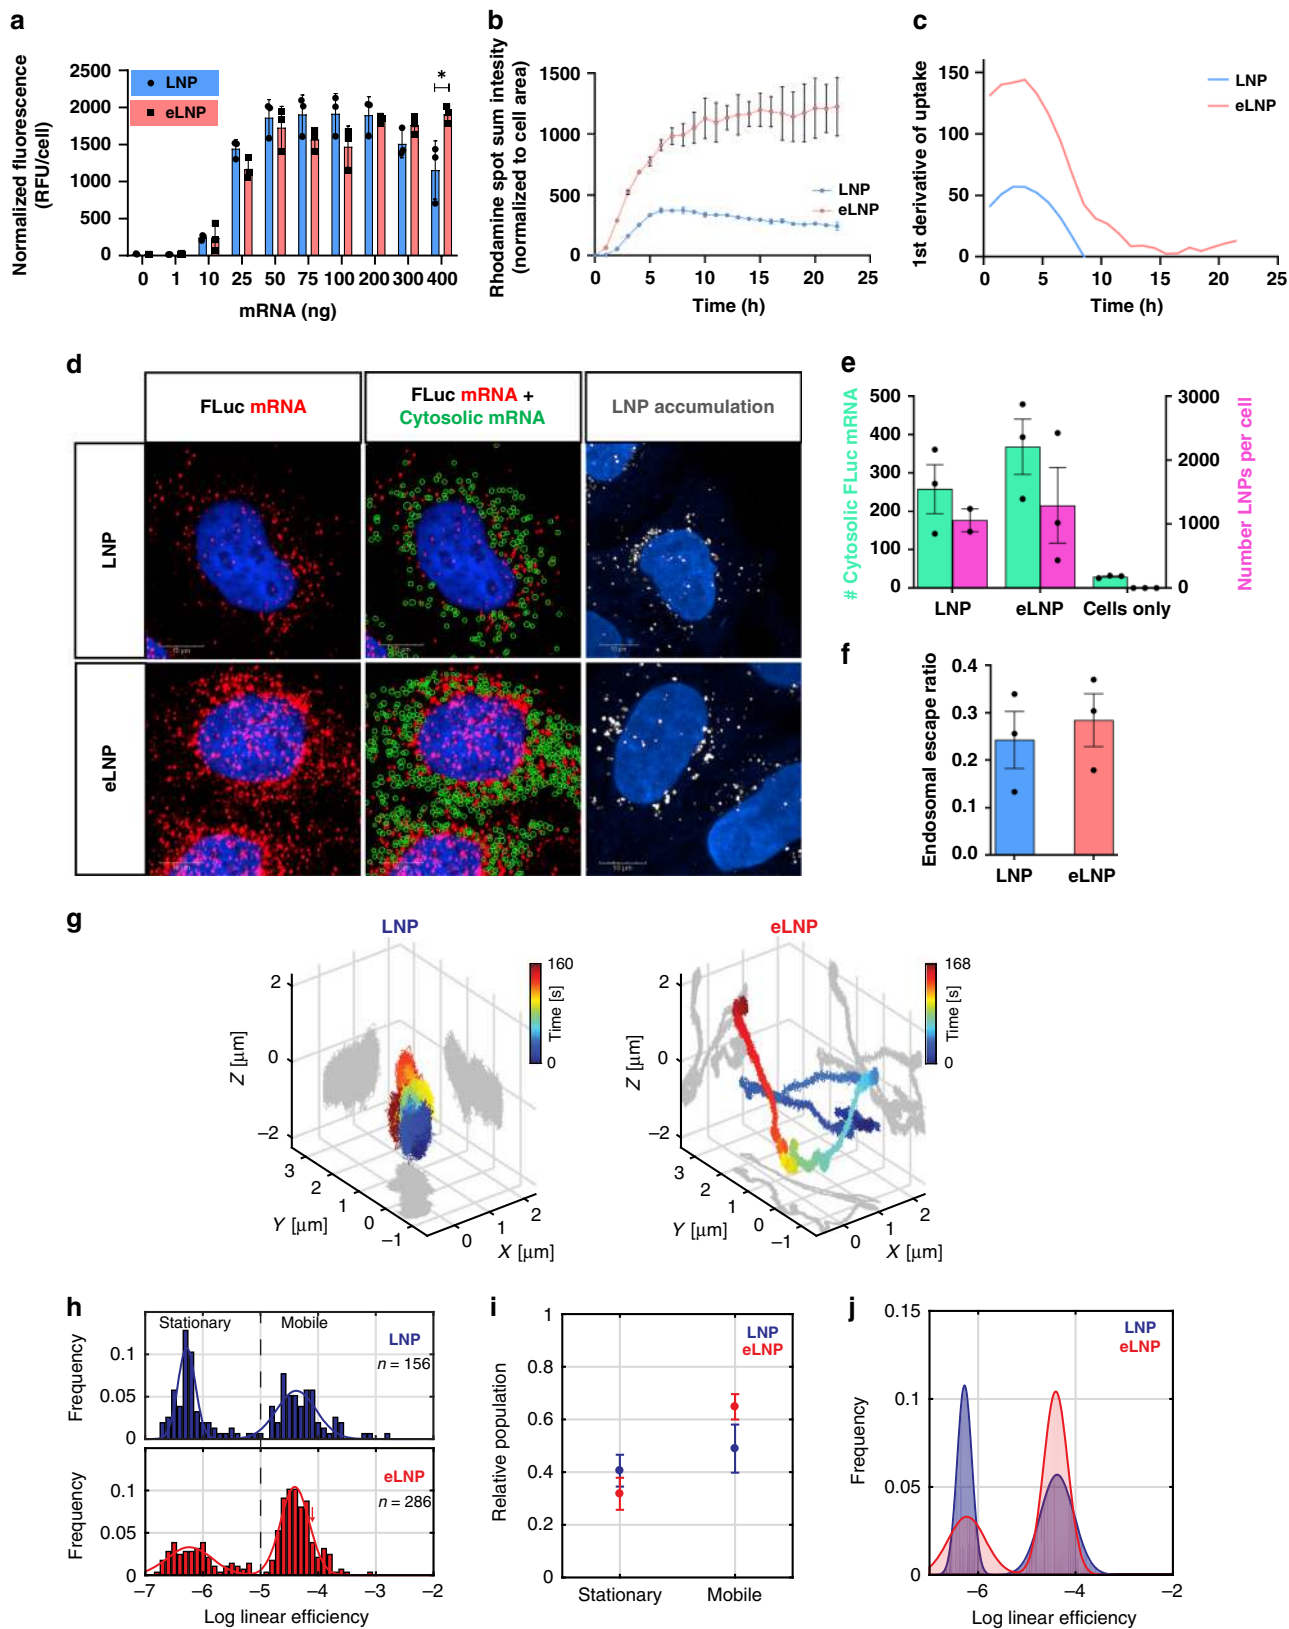 a
Normalized fluorescence
(RFU/cell)
2500
2000
1500
1000
500
0
LNP
eLNP
*
0 1 10 25 50 75 100 200 300 400
mRNA (ng)
b
Rhodamine spot sum intesity
(normalized to cell area)
1500
1000
500
0
LNP
eLNP
0 5 10 15 20 25
Time (h)
c
1st derivative of uptake
150
100
50
0
LNP
eLNP
0 5 10 15 20 25
Time (h)
d
FLuc mRNA
FLuc mRNA +
Cytosolic mRNA
LNP accumulation
LNP
eLNP
10 µm
10 µm
e
# Cytosolic FLuc mRNA
500
400
300
200
100
0
3000
2000
1000
0
Number LNPs per cell
LNP eLNP Cells only
f
Endosomal escape ratio
0.4
0.3
0.2
0.1
0.0
LNP eLNP
g
LNP
160
Time [s]
0
2
0
–2
Z [µm]
3
2
1
0
–1
Y [µm]
0
1
2
X [µm]
eLNP
168
Time [s]
0
2
0
–2
Z [µm]
3
2
1
0
–1
Y [µm]
0
1
2
X [µm]
h
Stationary Mobile
LNP
n = 156
Frequency
0.1
0.05
0
eLNP
n = 286
Frequency
0.1
0.05
0
–7 –6 –5 –4 –3 –2
Log linear efficiency
i
Relative population
1
0.8
0.6
0.4
0.2
0
LNP
eLNP
Stationary Mobile
j
Frequency
0.15
0.1
0.05
0
LNP
eLNP
–6 –4 –2
Log linear efficiency